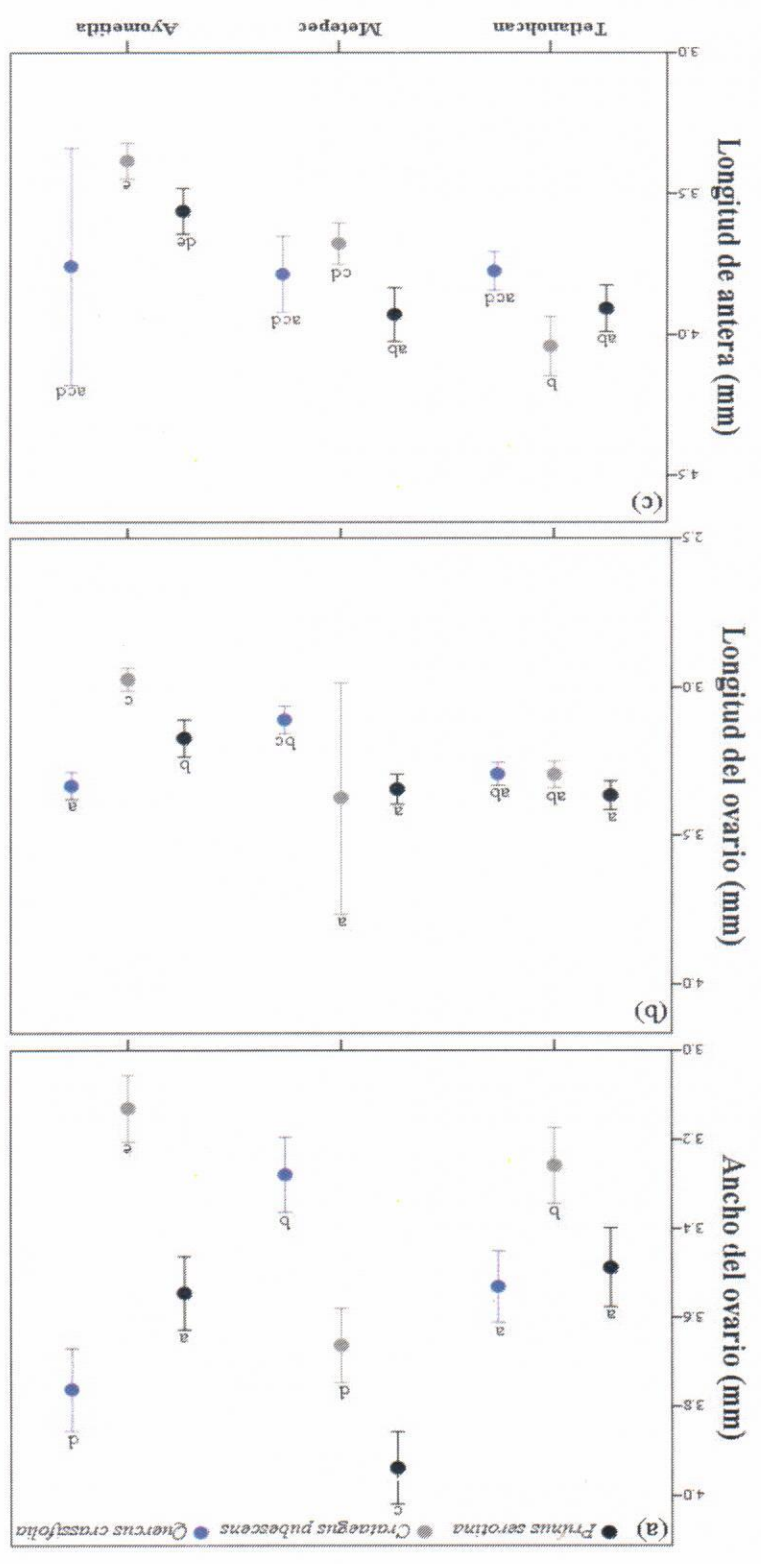 (a) Prunus serotina Crataegus pubescens Quercus crassifolia
Ancho del ovario (mm)
4.0
3.8
3.6
3.4
3.2
3.0
a b a c d b a e d
(b)
Longitud del ovario (mm)
4.0
3.5
3.0
2.5
a ab ab a a bc b c a
(c)
Longitud de antera (mm)
4.5
4.0
3.5
3.0
ab b acd ab cd acd de e acd
Tetlanohcan Metepec Ayometitla